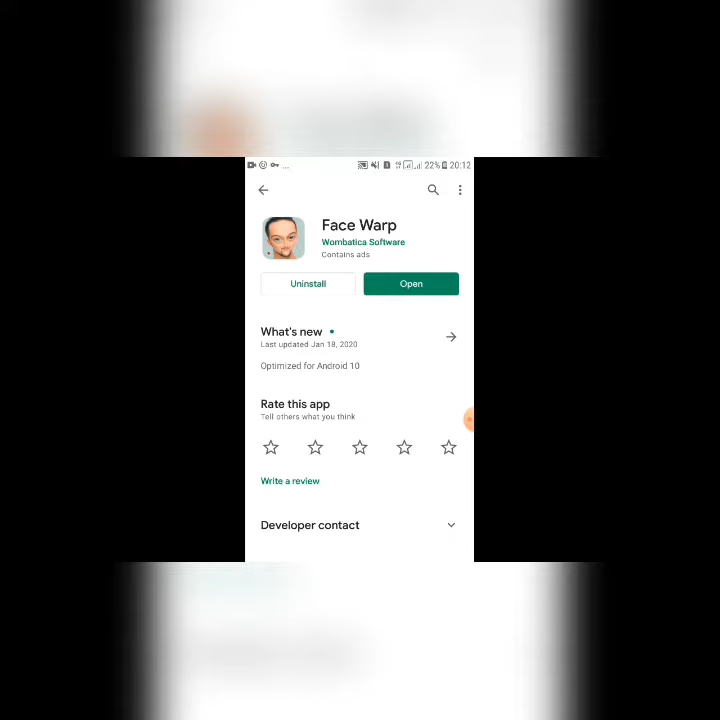 ... 22% 20:12
Face Warp
Wombatica Software
Contains ads
Uninstall Open
What's new
Last updated Jan 18, 2020
Optimized for Android 10
Rate this app
Tell others what you think
Write a review
Developer contact